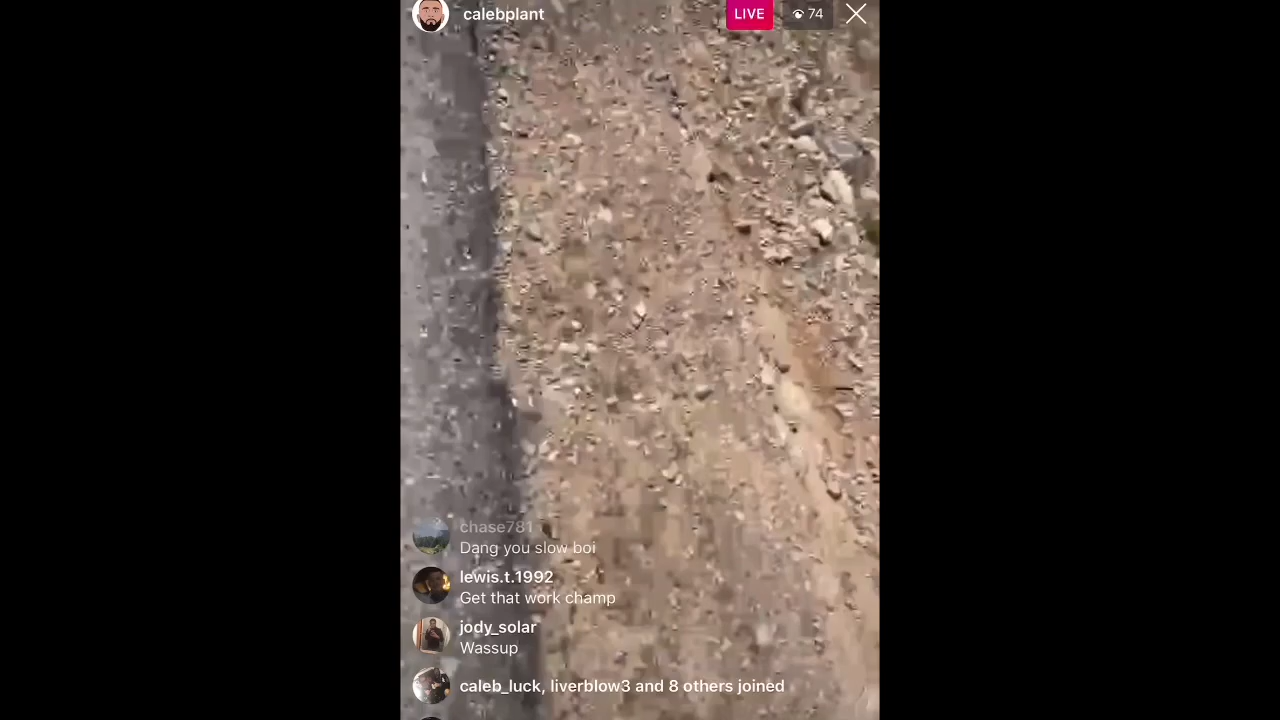 calebplant
LIVE
74
chase781
Dang you slow boi
lewis.t.1992
Get that work champ
jody_solar
Wassup
caleb_luck, liverblow3 and 8 others joined